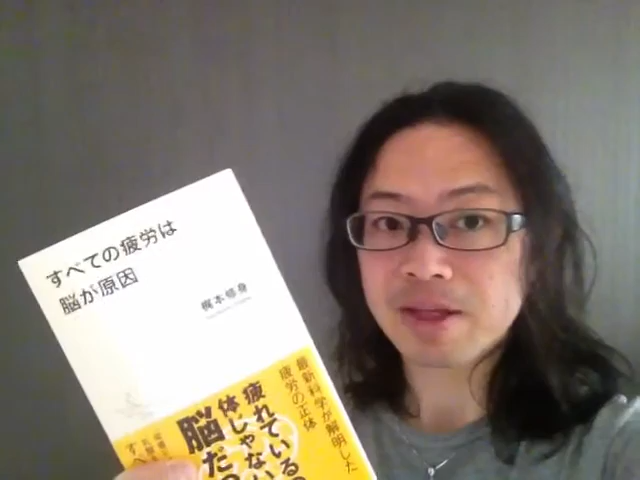 すべての疲労は
脳が原因
梶本修身
最新科学が解明した
疲労の正体
疲れているの
体じゃない
脳だ